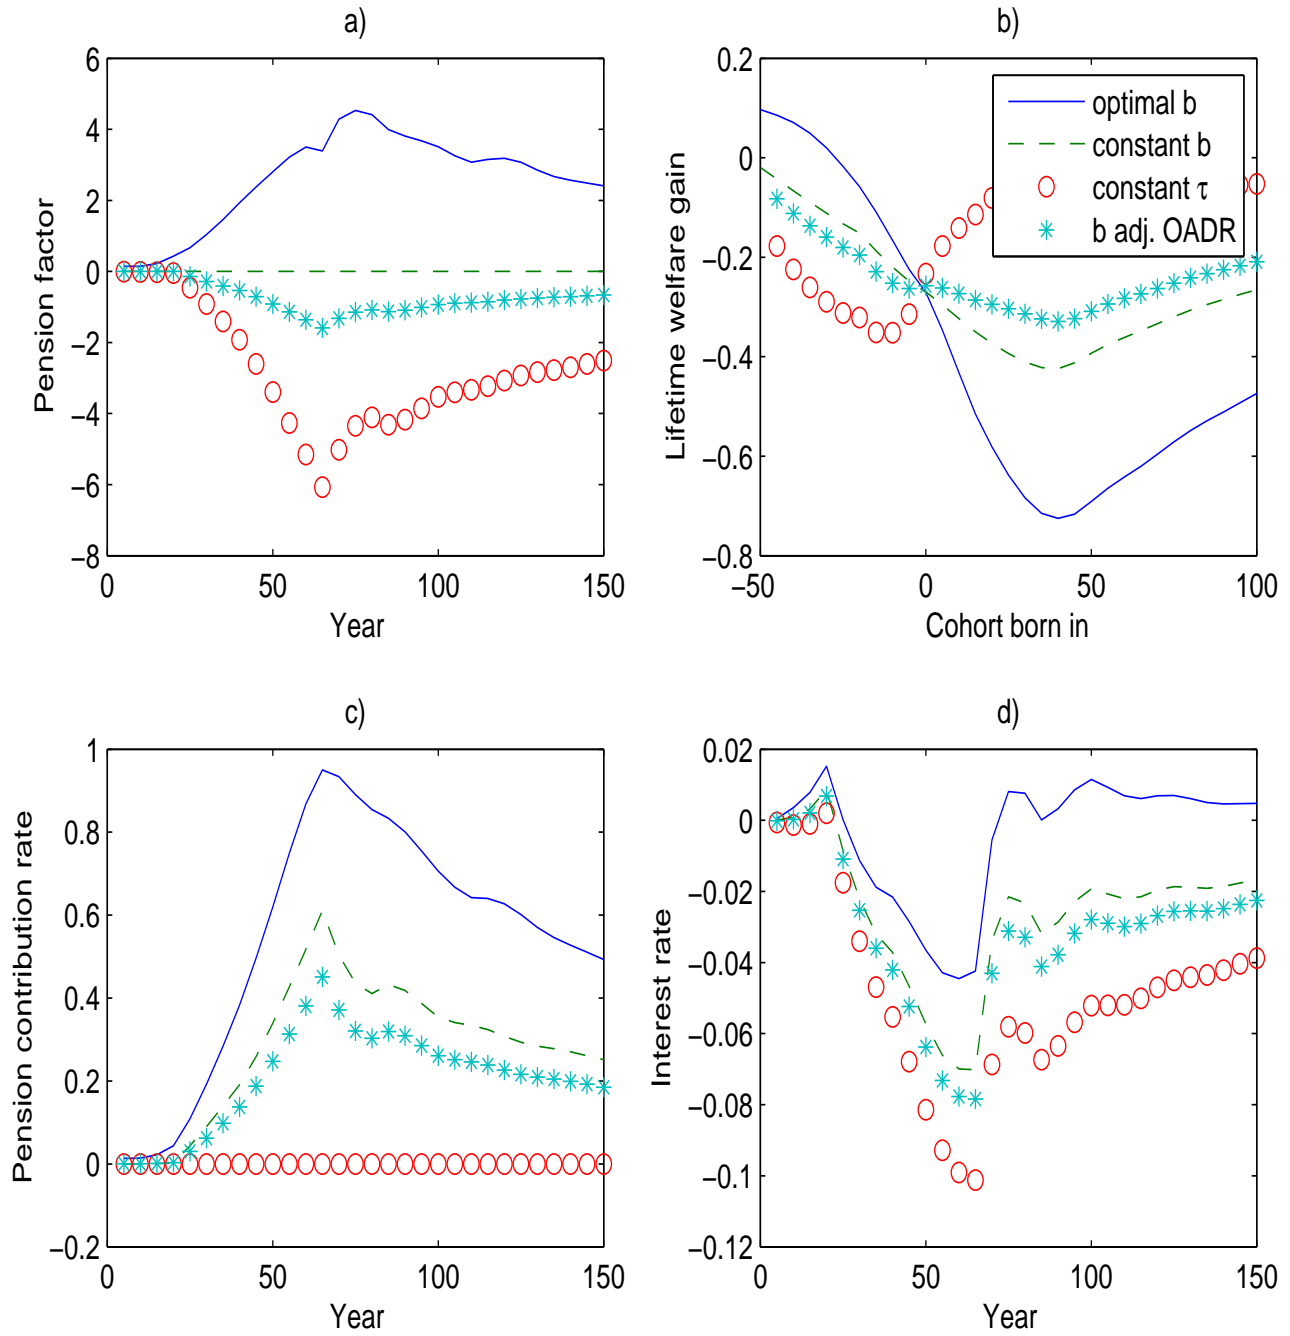 a)
6
4
2
0
−2
−4
−6
−8
0
50
100
150
Pension factor
Year
b)
0.2
0
−0.2
−0.4
−0.6
−0.8
−50
0
50
100
Lifetime welfare gain
Cohort born in
optimal b
constant b
constant τ
b adj. OADR
c)
1
0.8
0.6
0.4
0.2
0
−0.2
0
50
100
150
Pension contribution rate
Year
d)
0.02
0
−0.02
−0.04
−0.06
−0.08
−0.1
−0.12
0
50
100
150
Interest rate
Year